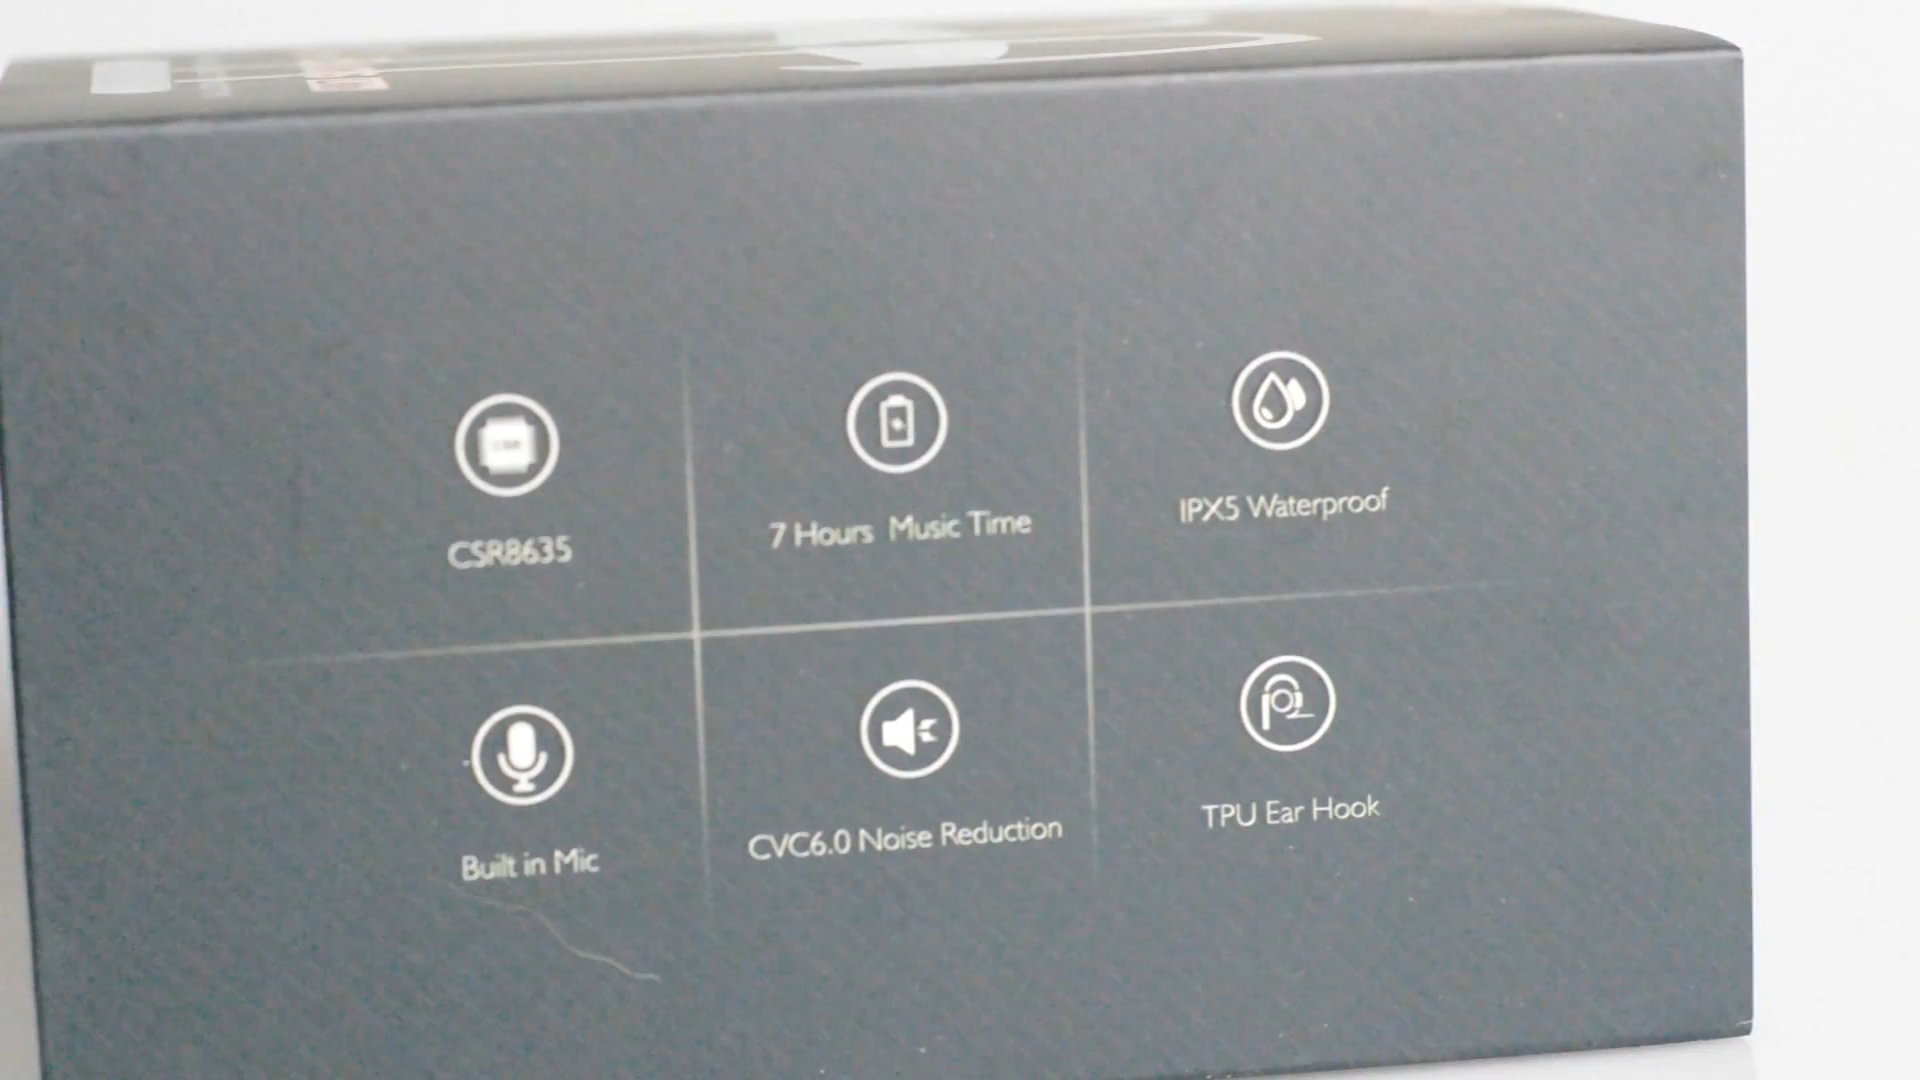 CSR8635
7 Hours Music Time
IPX5 Waterproof
Built in Mic
CVC6.0 Noise Reduction
TPU Ear Hook